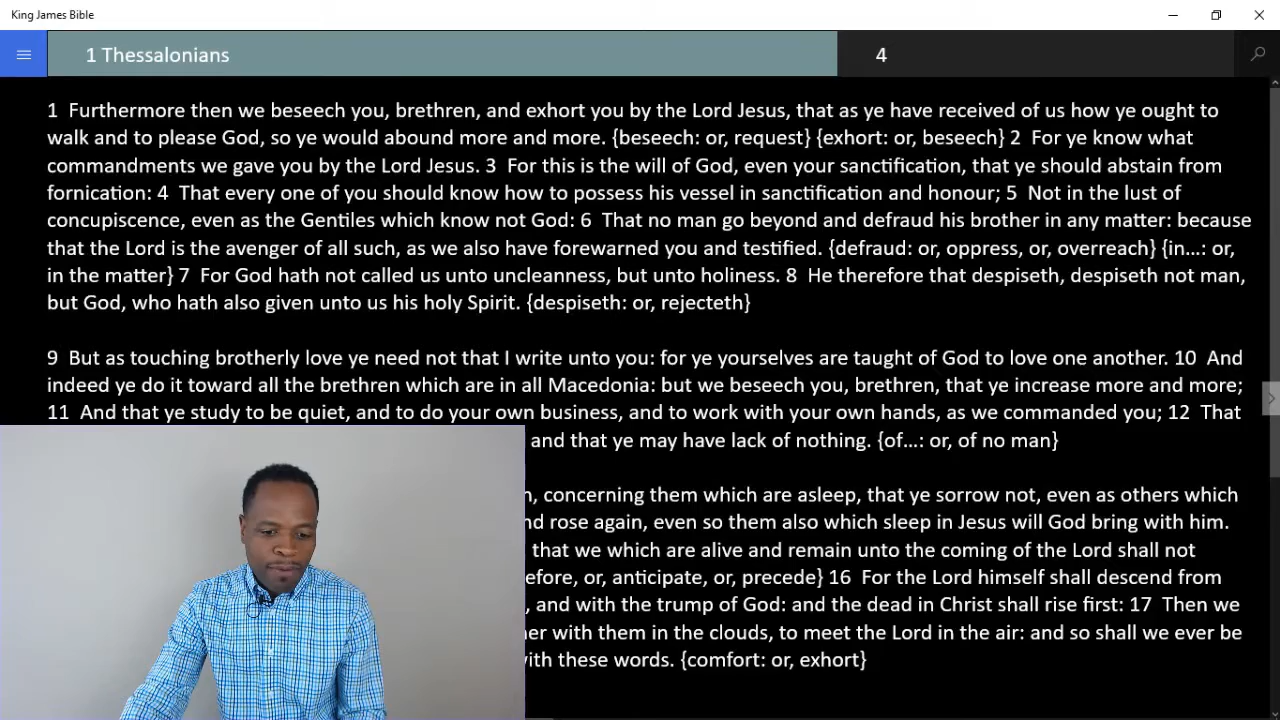 King James Bible
1 Thessalonians
4
1 Furthermore then we beseech you, brethren, and exhort you by the Lord Jesus, that as ye have received of us how ye ought to
walk and to please God, so ye would abound more and more. {beseech: or, request} {exhort: or, beseech} 2 For ye know what
commandments we gave you by the Lord Jesus. 3 For this is the will of God, even your sanctification, that ye should abstain from
fornication: 4 That every one of you should know how to possess his vessel in sanctification and honour; 5 Not in the lust of
concupiscence, even as the Gentiles which know not God: 6 That no man go beyond and defraud his brother in any matter: because
that the Lord is the avenger of all such, as we also have forewarned you and testified. {defraud: or, oppress, or, overreach} {in...: or,
in the matter} 7 For God hath not called us unto uncleanness, but unto holiness. 8 He therefore that despiseth, despiseth not man,
but God, who hath also given unto us his holy Spirit. {despiseth: or, rejecteth}
9 But as touching brotherly love ye need not that I write unto you: for ye yourselves are taught of God to love one another. 10 And
indeed ye do it toward all the brethren which are in all Macedonia: but we beseech you, brethren, that ye increase more and more;
11 And that ye study to be quiet, and to do your own business, and to work with your own hands, as we commanded you; 12 That
and that ye may have lack of nothing. {of...: or, of no man}
concerning them which are asleep, that ye sorrow not, even as others which
rose again, even so them also which sleep in Jesus will God bring with him.
that we which are alive and remain unto the coming of the Lord shall not
or, anticipate, or, precede} 16 For the Lord himself shall descend from
, and with the trump of God: and the dead in Christ shall rise first: 17 Then we
with them in the clouds, to meet the Lord in the air: and so shall we ever be
these words. {comfort: or, exhort}